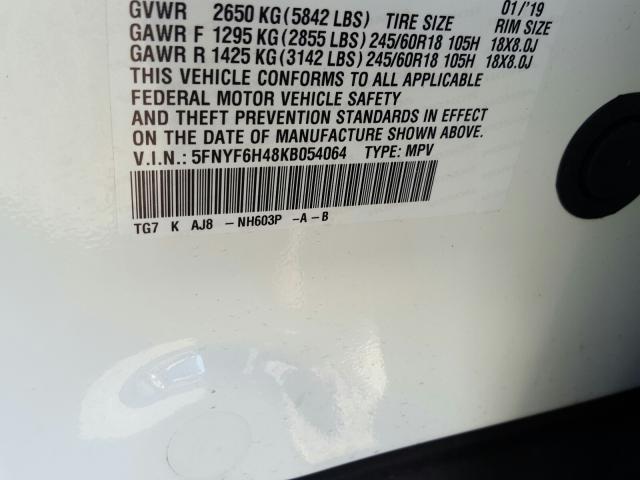 GVWR 2650 KG(5842 LBS) TIRE SIZE 01/'19 RIM SIZE
GAWR F 1295 KG(2855 LBS)245/60R18 105H 18X8.0J
GAWR R 1425 KG(3142 LBS)245/60R18 105H 18X8.0J
THIS VEHICLE CONFORMS TO ALL APPLICABLE
FEDERAL MOTOR VEHICLE SAFETY
AND THEFT PREVENTION STANDARDS IN EFFECT
ON THE DATE OF MANUFACTURE SHOWN ABOVE.
V.I.N.: 5FNYF6H48KB054064 TYPE: MPV
TG7 K AJ8 -NH603P -A-B